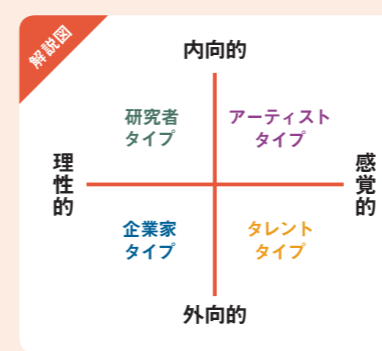 解説図
内向的
研究者
タイプ
アーティスト
タイプ
理性的
感覚的
企業家
タイプ
タレント
タイプ
外向的